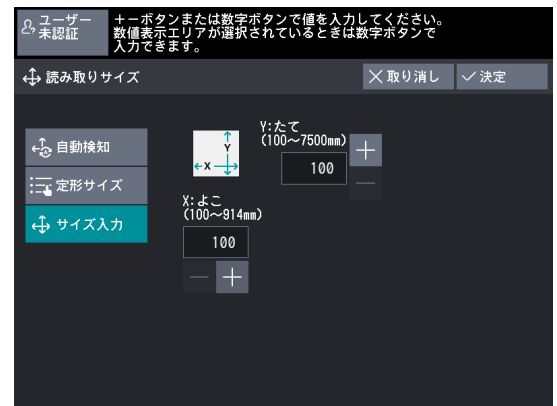 ユーザー
未認証
+ーボタンまたは数字ボタンで値を入力してください。
数値表示エリアが選択されているときは数字ボタンで
入力できます。
読み取りサイズ
取り消し
決定
自動検知
定形サイズ
サイズ入力
Y
X
Y:たて
(100～7500mm)
100
X:よこ
(100～914mm)
100